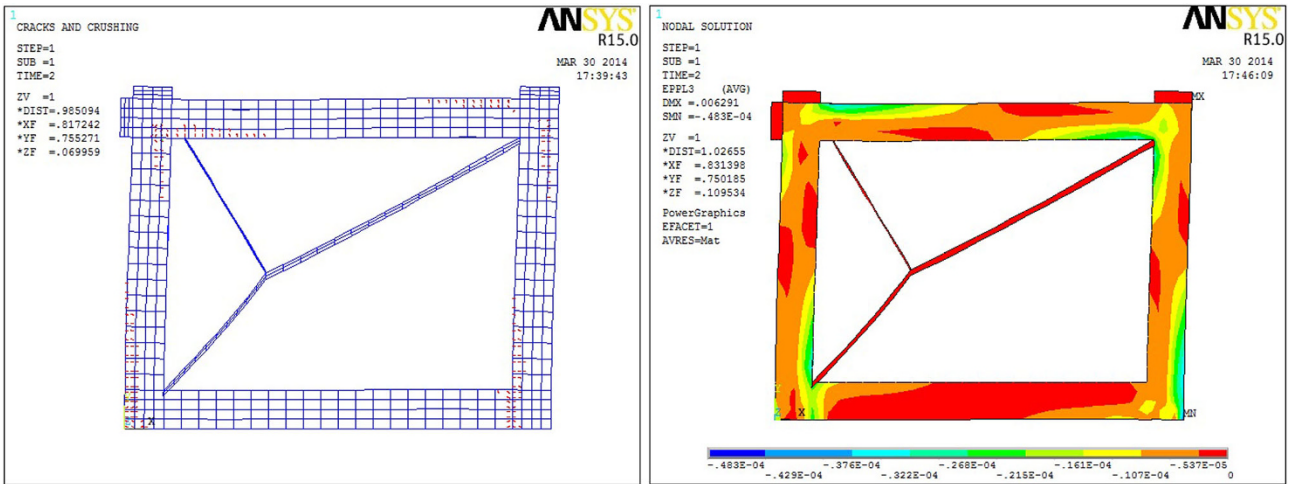 1
CRACKS AND CRUSHING
STEP=1
SUB =1
TIME=2
ZV =1
*DIST=.985094
*XF =.817242
*YF =.755271
*ZF =.069959
ANSYS
R15.0
MAR 30 2014
17:39:43
X
1
NODAL SOLUTION
STEP=1
SUB =1
TIME=2
EPPL3 (AVG)
DMX =.006291
SMN =-.483E-04
ZV =1
*DIST=1.02655
*XF =.831398
*YF =.750185
*ZF =.109534
PowerGraphics
EFACET=1
AVRES=Mat
ANSYS
R15.0
MAR 30 2014
17:46:09
MX
Z X
MN
-.483E-04 -.376E-04 -.268E-04 -.161E-04 -.537E-05
-.429E-04 -.322E-04 -.215E-04 -.107E-04 0